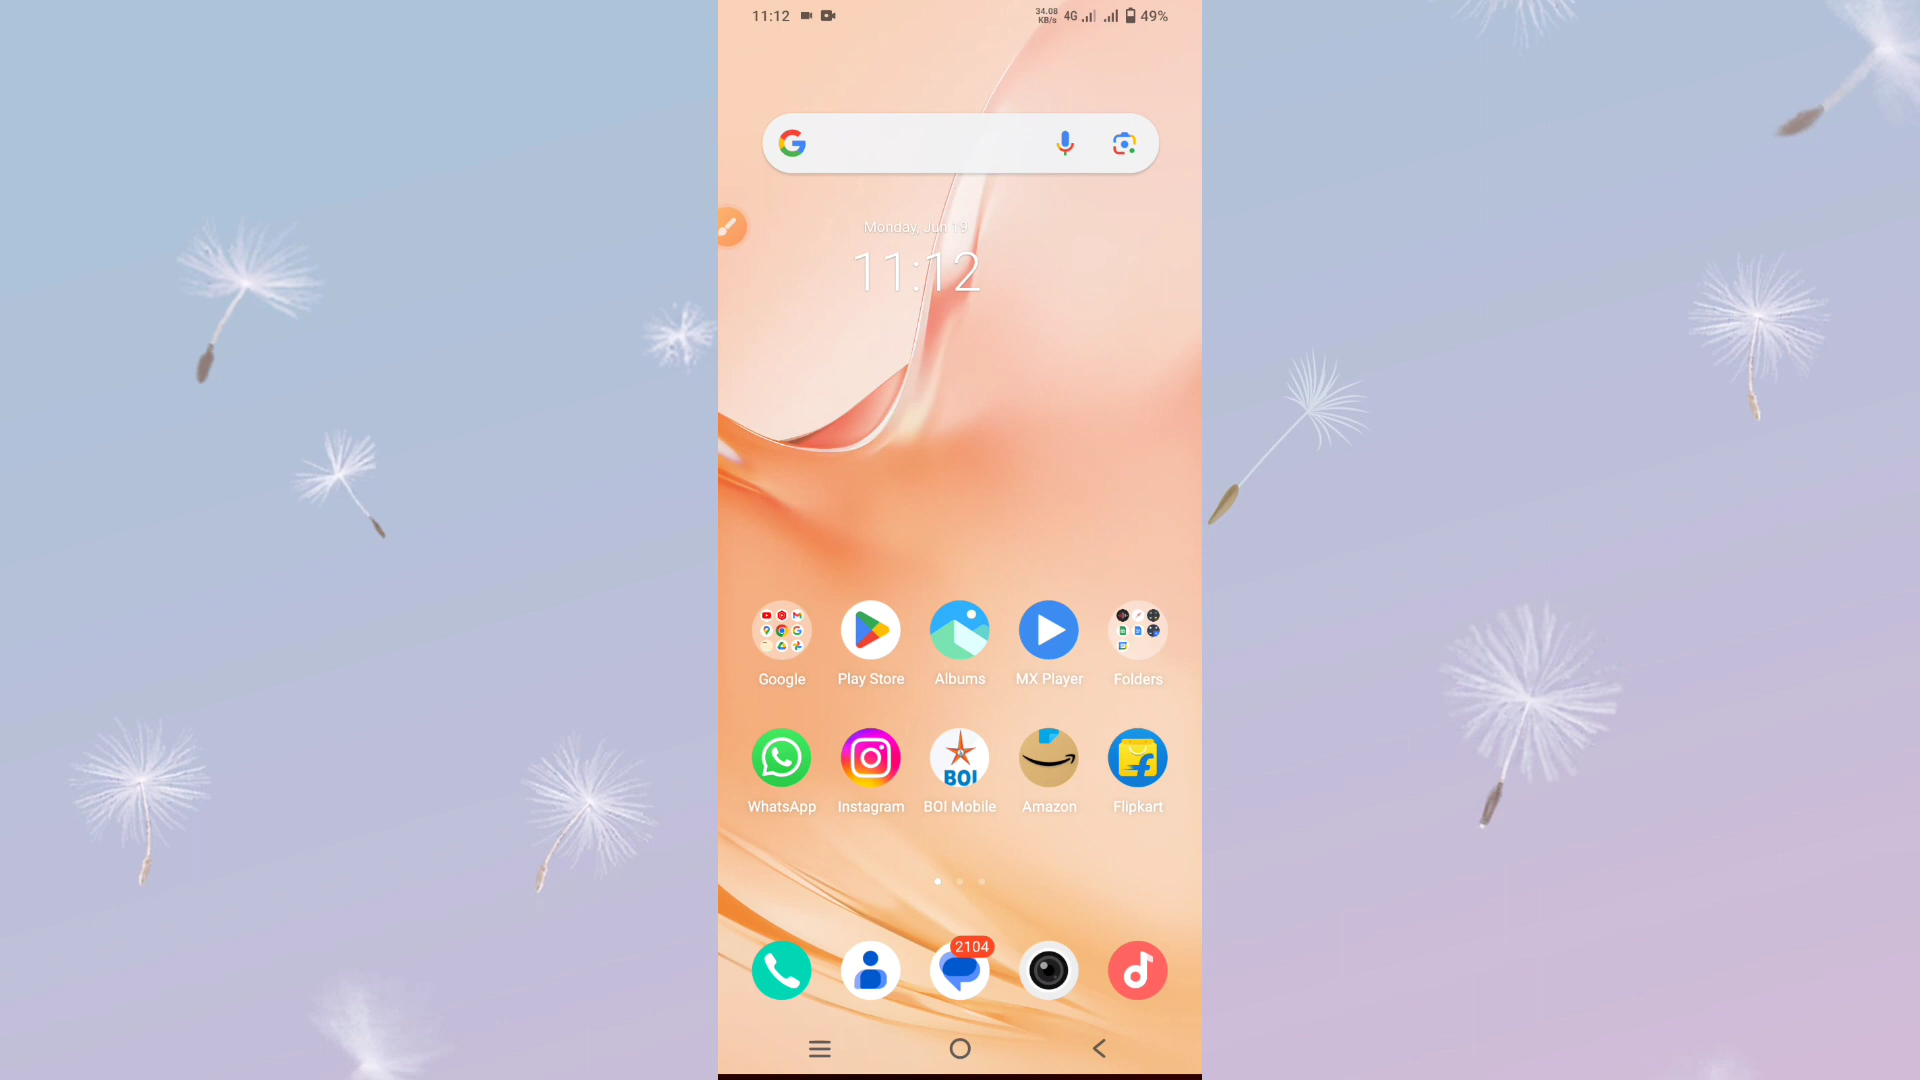 11:12 34.08 KB/s 4G 49%
Monday, Jun 19
11:12
Google Play Store Albums MX Player Folders
BOI
WhatsApp Instagram BOI Mobile Amazon Flipkart
2104